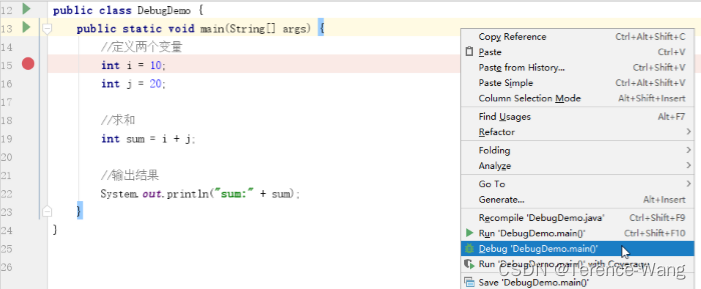 12 public class DebugDemo {
13 public static void main(String[] args) {
14 //定义两个变量
15 int i = 10;
16 int j = 20;
17
18 //求和
19 int sum = i + j;
20
21 //输出结果
22 System.out.println("sum:" + sum);
23 }
24 }
25
26
Copy Reference Ctrl+Alt+Shift+C
Paste Ctrl+V
Paste from History... Ctrl+Shift+V
Paste Simple Ctrl+Alt+Shift+V
Column Selection Mode Alt+Shift+Insert
Find Usages Alt+F7
Refactor
Folding
Analyze
Go To
Generate... Alt+Insert
Recompile 'DebugDemo.java' Ctrl+Shift+F9
Run 'DebugDemo.main()' Ctrl+Shift+F10
Debug 'DebugDemo.main()'
Run 'DebugDemo.main()' with Coverage
Save 'DebugDemo.main()'
CSDN @Terence-Wang